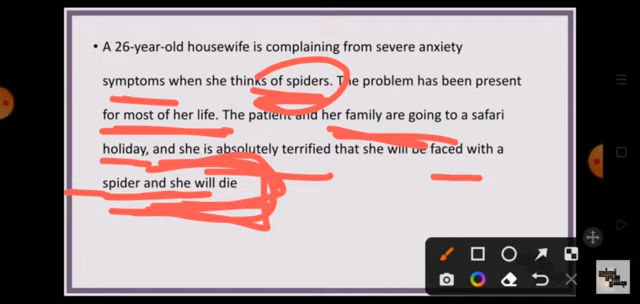 • A 26-year-old housewife is complaining from severe anxiety
symptoms when she thinks of spiders. The problem has been present
for most of her life. The patient and her family are going to a safari
holiday, and she is absolutely terrified that she will be faced with a
spider and she will die